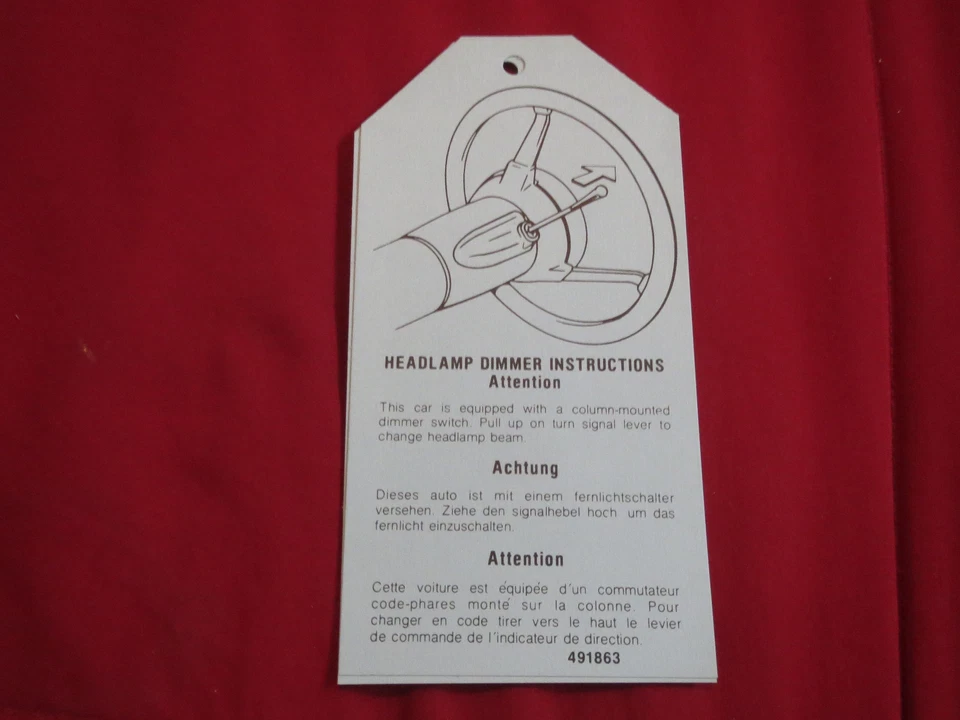 HEADLAMP DIMMER INSTRUCTIONS
Attention
This car is equipped with a column-mounted
dimmer switch. Pull up on turn signal lever to
change headlamp beam.
Achtung
Dieses auto ist mit einem fernlichtschalter
versehen. Ziehe den signalhebel hoch um das
fernlicht einzuschalten.
Attention
Cette voiture est équipée d'un commutateur
code-phares monté sur la colonne. Pour
changer en code tirer vers le haut le levier
de commande de l'indicateur de direction.
491863